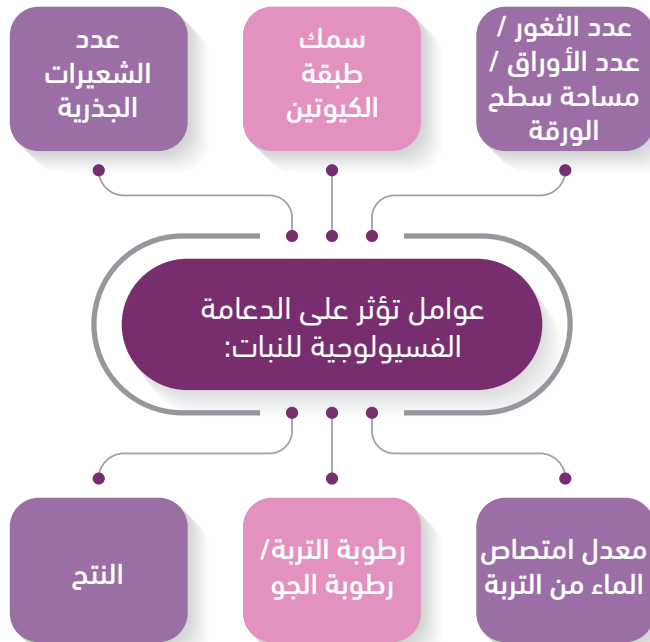 عدد الثغور /
عدد الأوراق /
مساحة سطح
الورقة
سمك
طبقة
الكيوتين
عدد
الشعيرات
الجذرية
عوامل تؤثر على الدعامة
الفسيولوجية للنبات:
معدل امتصاص
الماء من التربة
رطوبة التربة/
رطوبة الجو
النتح